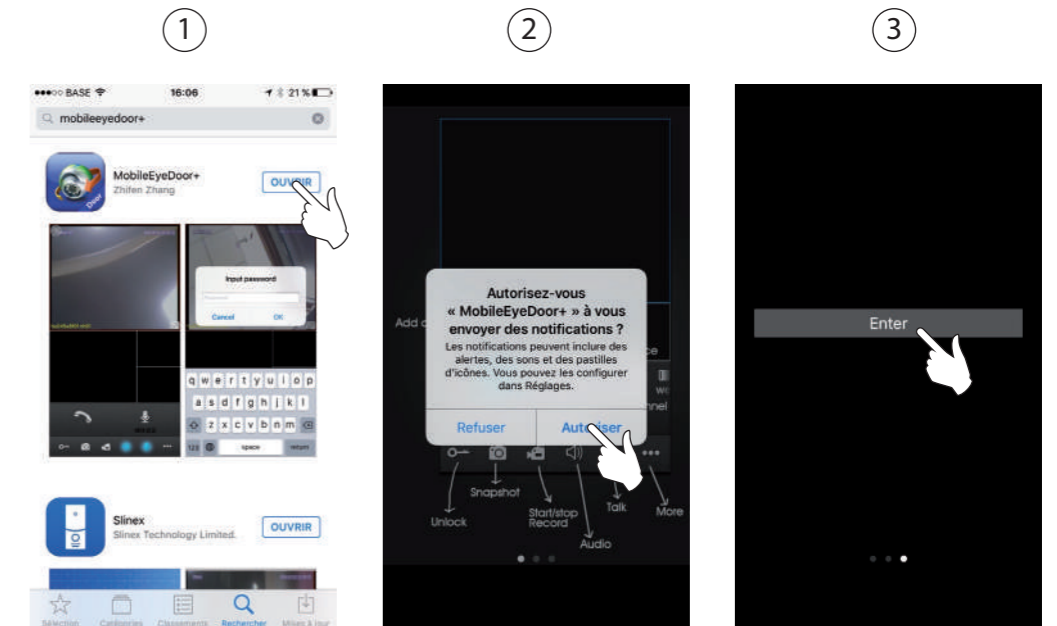 1
2
3
BASE 16:06 21 %
mobileeyedoor+
MobileEyeDoor+
Zhifen Zhang
OUVRIR
Input password
Password
Cancel OK
q w e r t y u i o p
a s d f g h j k l
z x c v b n m
123 space return
Slinex
Slinex Technology Limited.
OUVRIR
Sélection Catégories Classements Rechercher Mises à jour
Autorisez-vous
« MobileEyeDoor+ » à vous
envoyer des notifications ?
Les notifications peuvent inclure des
alertes, des sons et des pastilles
d'icônes. Vous pouvez les configurer
dans Réglages.
Refuser Autoriser
Add
Snapshot
Unlock
Start/stop
Record
Audio
Talk
More
Enter